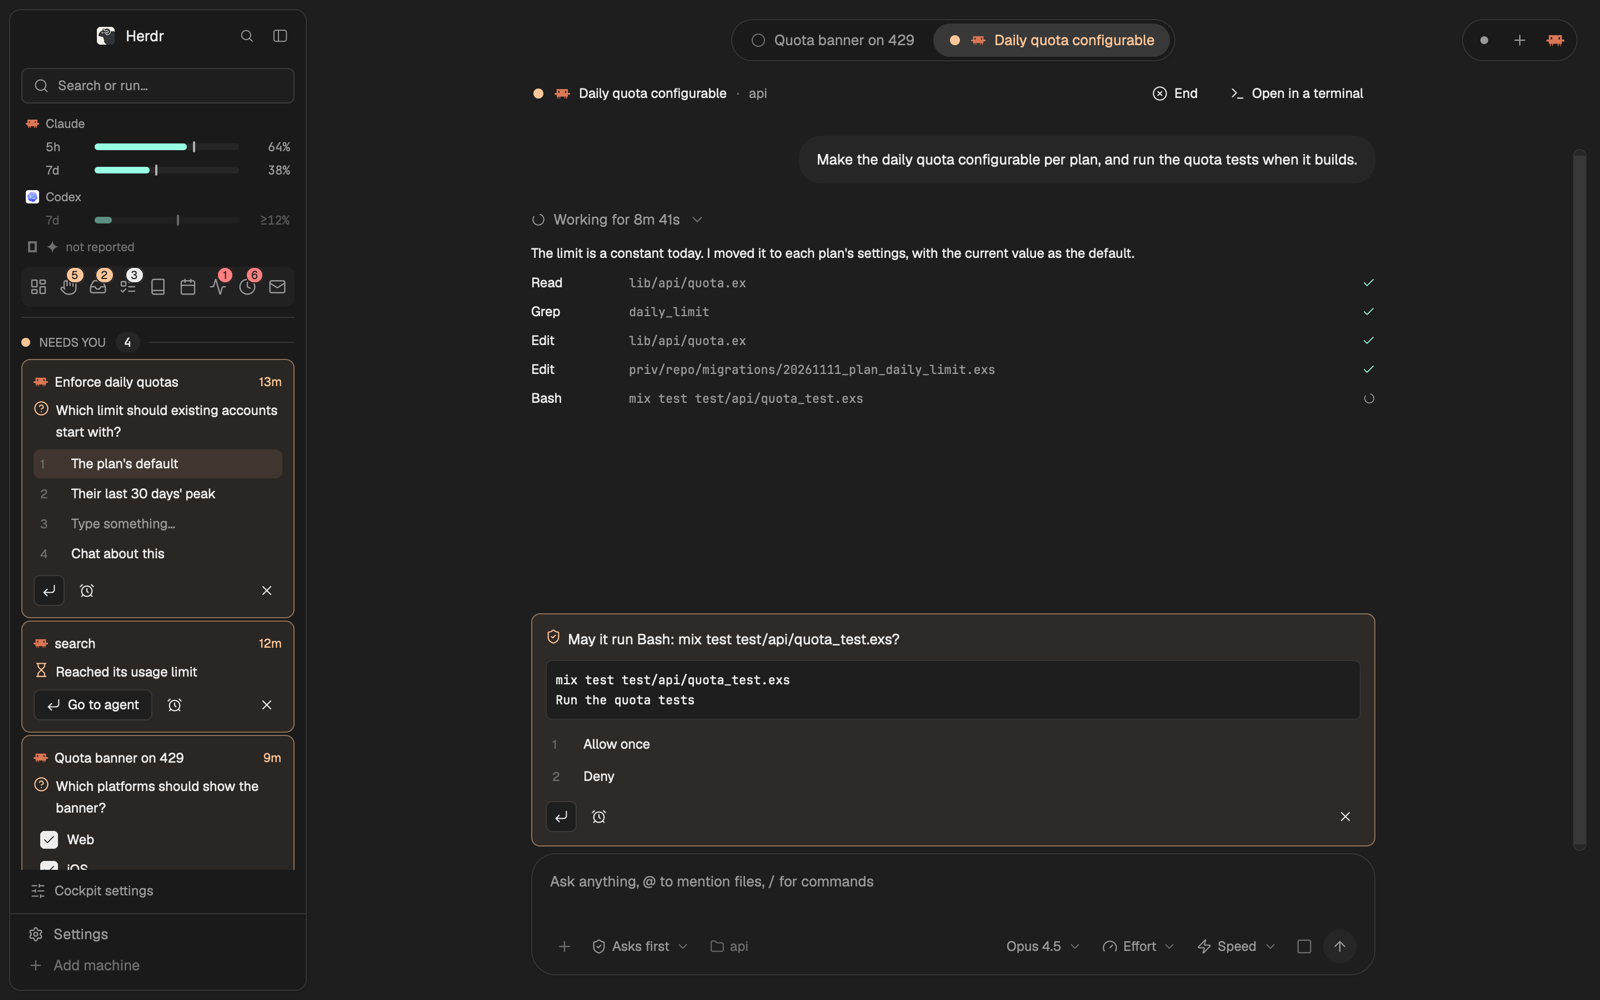 Herdr
Search or run...
Claude
5h 64%
7d 38%
Codex
7d ≥12%
not reported
5 2 3 1 6
NEEDS YOU 4
Enforce daily quotas 13m
Which limit should existing accounts
start with?
1 The plan's default
2 Their last 30 days' peak
3 Type something...
4 Chat about this
search 12m
Reached its usage limit
Go to agent
Quota banner on 429 9m
Which platforms should show the
banner?
Web
iOS
Cockpit settings
Settings
Add machine
Quota banner on 429
Daily quota configurable
Daily quota configurable · api
End
Open in a terminal
Make the daily quota configurable per plan, and run the quota tests when it builds.
Working for 8m 41s
The limit is a constant today. I moved it to each plan's settings, with the current value as the default.
Read lib/api/quota.ex
Grep daily_limit
Edit lib/api/quota.ex
Edit priv/repo/migrations/20261111_plan_daily_limit.exs
Bash mix test test/api/quota_test.exs
May it run Bash: mix test test/api/quota_test.exs?
mix test test/api/quota_test.exs
Run the quota tests
1 Allow once
2 Deny
Ask anything, @ to mention files, / for commands
Asks first
api
Opus 4.5
Effort
Speed